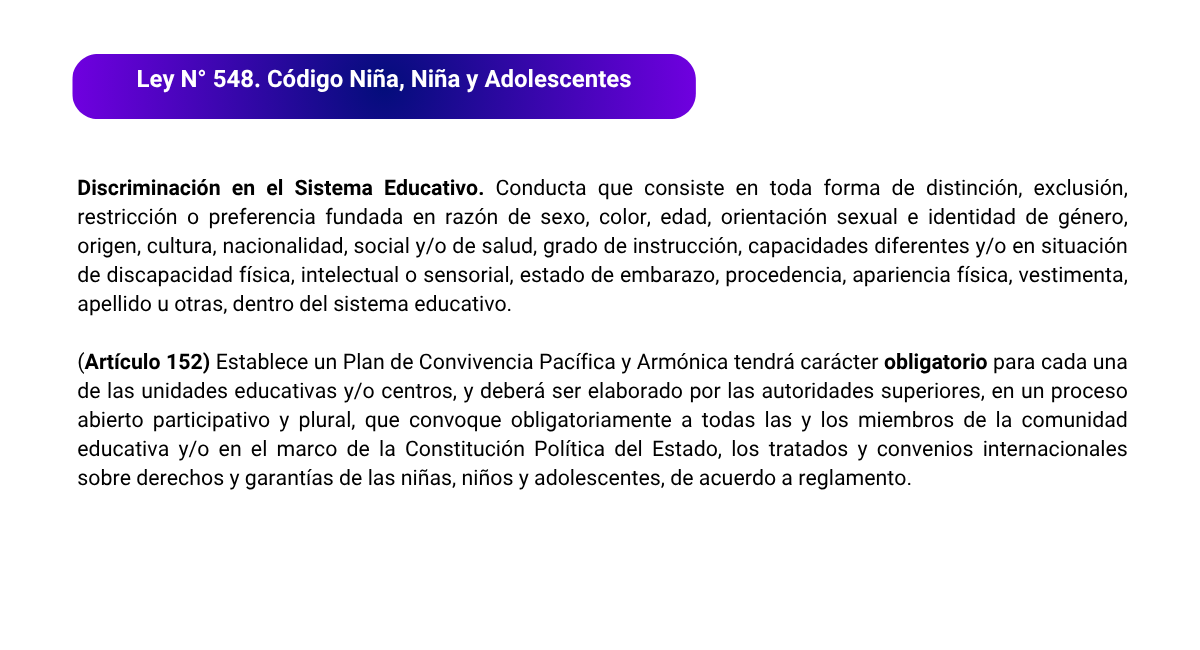 Ley N° 548. Código Niña, Niña y Adolescentes
Discriminación en el Sistema Educativo. Conducta que consiste en toda forma de distinción, exclusión,
restricción o preferencia fundada en razón de sexo, color, edad, orientación sexual e identidad de género,
origen, cultura, nacionalidad, social y/o de salud, grado de instrucción, capacidades diferentes y/o en situación
de discapacidad física, intelectual o sensorial, estado de embarazo, procedencia, apariencia física, vestimenta,
apellido u otras, dentro del sistema educativo.
(Artículo 152) Establece un Plan de Convivencia Pacífica y Armónica tendrá carácter obligatorio para cada una
de las unidades educativas y/o centros, y deberá ser elaborado por las autoridades superiores, en un proceso
abierto participativo y plural, que convoque obligatoriamente a todas las y los miembros de la comunidad
educativa y/o en el marco de la Constitución Política del Estado, los tratados y convenios internacionales
sobre derechos y garantías de las niñas, niños y adolescentes, de acuerdo a reglamento.